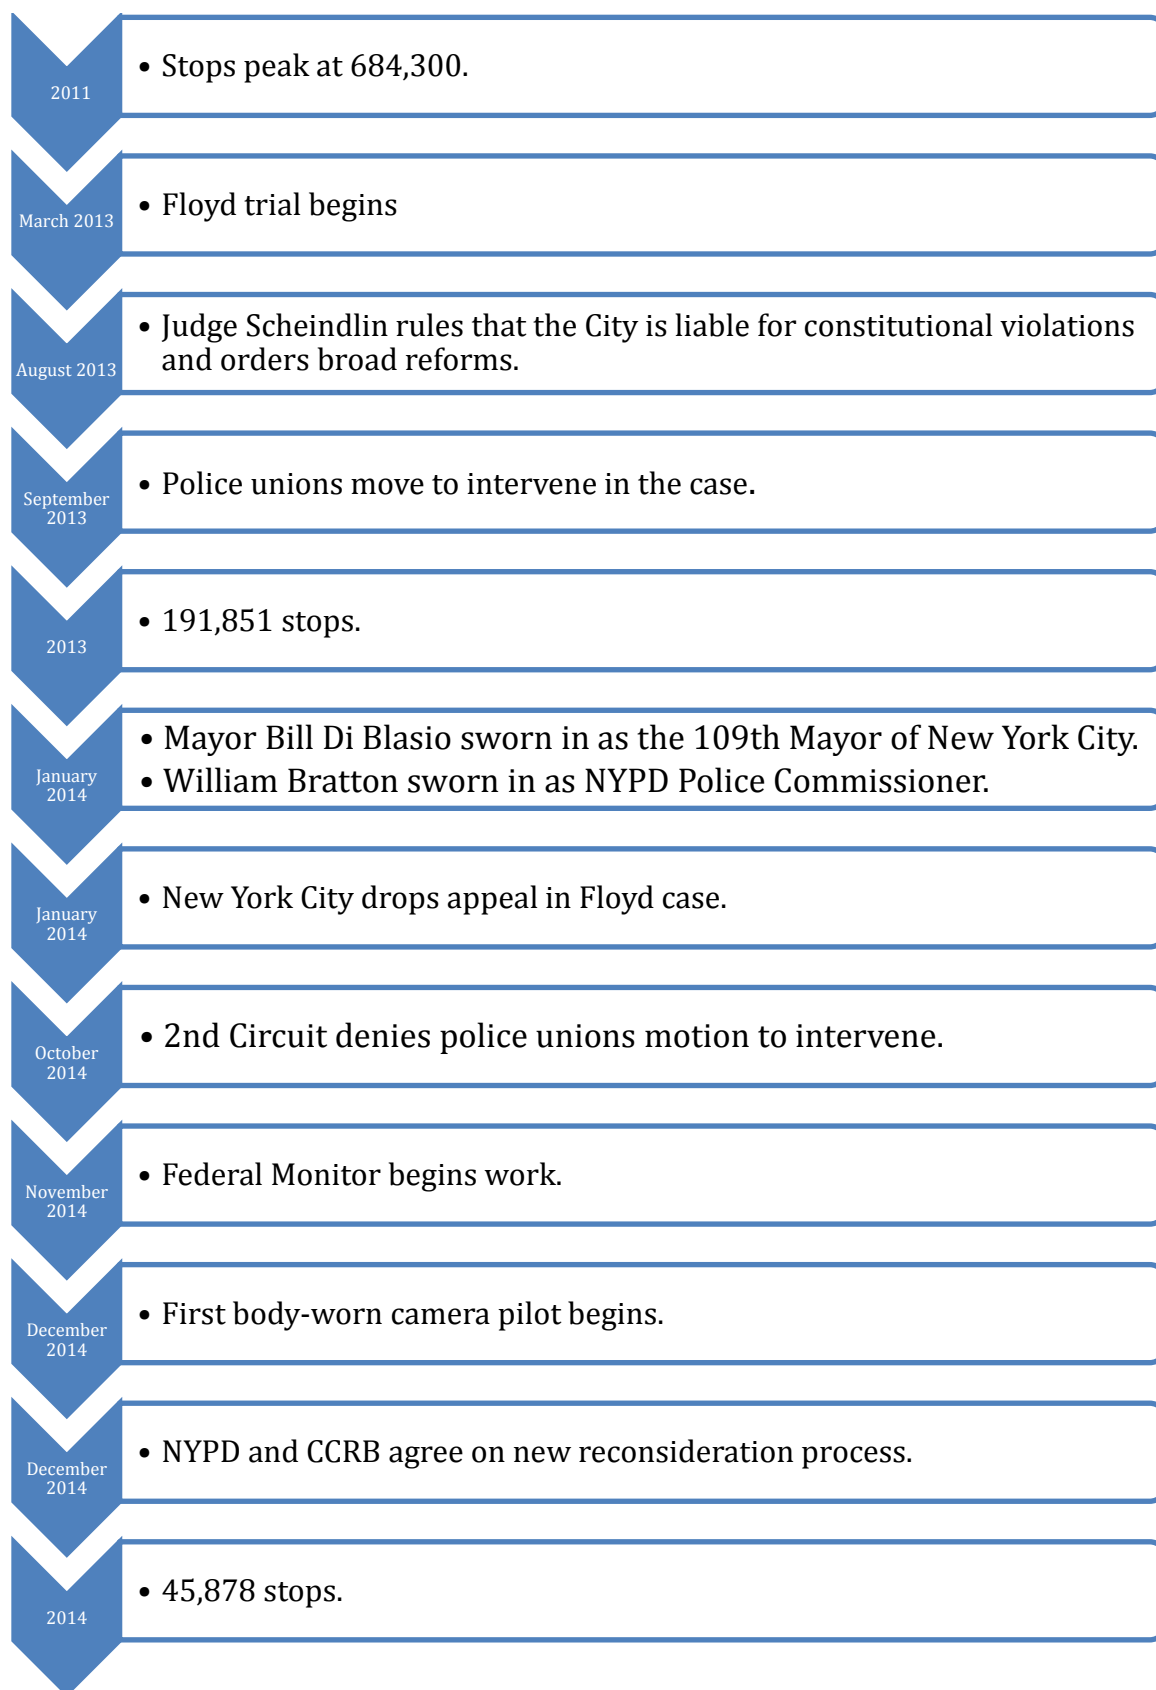 2011
• Stops peak at 684,300.
March 2013
• Floyd trial begins
August 2013
• Judge Scheindlin rules that the City is liable for constitutional violations
and orders broad reforms.
September
2013
• Police unions move to intervene in the case.
2013
• 191,851 stops.
January
2014
• Mayor Bill Di Blasio sworn in as the 109th Mayor of New York City.
• William Bratton sworn in as NYPD Police Commissioner.
January
2014
• New York City drops appeal in Floyd case.
October
2014
• 2nd Circuit denies police unions motion to intervene.
November
2014
• Federal Monitor begins work.
December
2014
• First body-worn camera pilot begins.
December
2014
• NYPD and CCRB agree on new reconsideration process.
2014
• 45,878 stops.